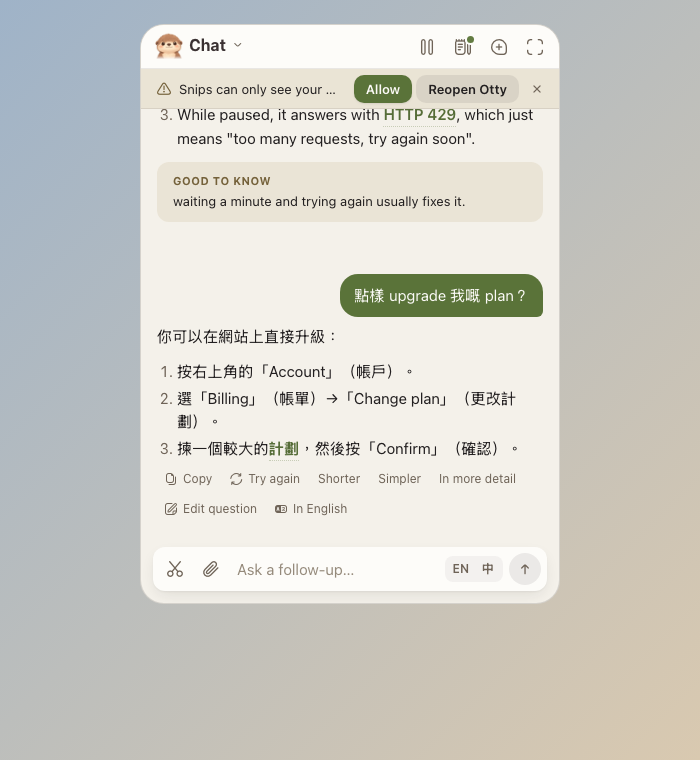 Chat
Snips can only see your ...
Allow
Reopen Otty
3. While paused, it answers with HTTP 429, which just
means "too many requests, try again soon".
GOOD TO KNOW
waiting a minute and trying again usually fixes it.
點樣 upgrade 我嘅 plan？
你可以在網站上直接升級：
1. 按右上角的「Account」（帳戶）。
2. 選「Billing」（帳單）→「Change plan」（更改計
劃）。
3. 揀一個較大的計劃，然後按「Confirm」（確認）。
Copy
Try again
Shorter
Simpler
In more detail
Edit question
In English
Ask a follow-up...
EN 中